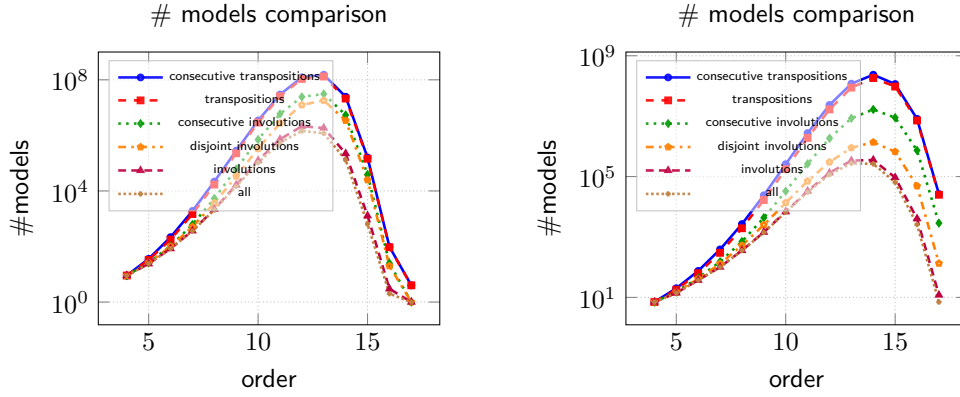 # models comparison
10^8
10^4
10^0
#models
consecutive transpositions
transpositions
consecutive involutions
disjoint involutions
involutions
all
5 10 15
order
# models comparison
10^9
10^5
10^1
#models
consecutive transpositions
transpositions
consecutive involutions
disjoint involutions
involutions
all
5 10 15
order